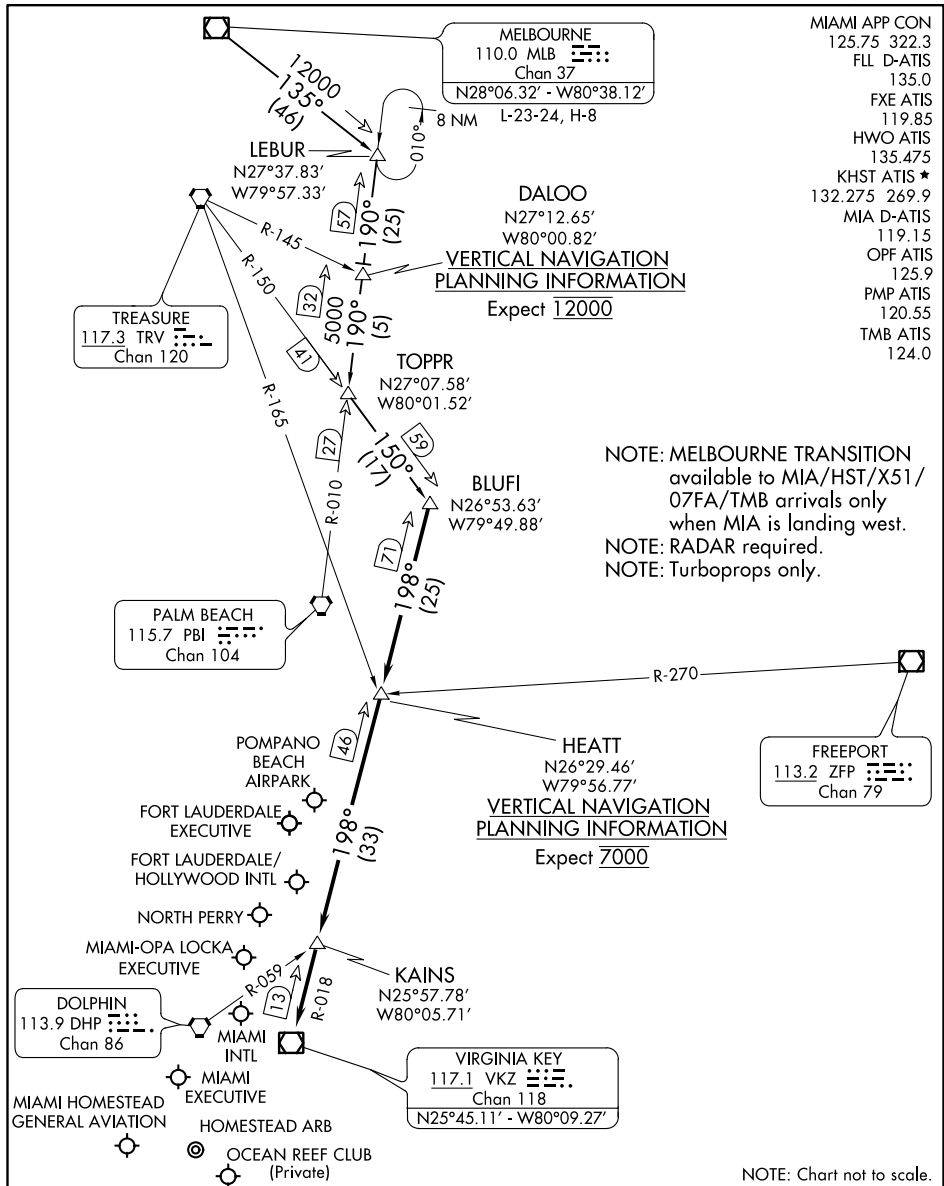 MIAMI APP CON
125.75 322.3
FLL D-ATIS
135.0
FXE ATIS
119.85
HWO ATIS
135.475
KHST ATIS ★
132.275 269.9
MIA D-ATIS
119.15
OPF ATIS
125.9
PMP ATIS
120.55
TMB ATIS
124.0
MELBOURNE
110.0 MLB
Chan 37
N28°06.32′ - W80°38.12′
L-23-24, H-8
12000
135°
(46)
8 NM
010°
LEBUR
N27°37.83′
W79°57.33′
57
190°
(25)
DALOO
N27°12.65′
W80°00.82′
VERTICAL NAVIGATION
PLANNING INFORMATION
Expect 12000
R-145
R-150
R-165
TREASURE
117.3 TRV
Chan 120
32
5000
190°
(5)
41
TOPPR
N27°07.58′
W80°01.52′
27
R-010
59
150°
(17)
BLUFI
N26°53.63′
W79°49.88′
NOTE: MELBOURNE TRANSITION
available to MIA/HST/X51/
07FA/TMB arrivals only
when MIA is landing west.
NOTE: RADAR required.
NOTE: Turboprops only.
71
198°
(25)
PALM BEACH
115.7 PBI
Chan 104
R-270
FREEPORT
113.2 ZFP
Chan 79
46
HEATT
N26°29.46′
W79°56.77′
VERTICAL NAVIGATION
PLANNING INFORMATION
Expect 7000
POMPANO
BEACH
AIRPARK
FORT LAUDERDALE
EXECUTIVE
198°
(33)
FORT LAUDERDALE/
HOLLYWOOD INTL
NORTH PERRY
MIAMI-OPA LOCKA
EXECUTIVE
R-059
13
R-018
KAINS
N25°57.78′
W80°05.71′
DOLPHIN
113.9 DHP
Chan 86
MIAMI
INTL
VIRGINIA KEY
117.1 VKZ
Chan 118
N25°45.11′ - W80°09.27′
MIAMI
EXECUTIVE
MIAMI HOMESTEAD
GENERAL AVIATION
HOMESTEAD ARB
OCEAN REEF CLUB
(Private)
NOTE: Chart not to scale.